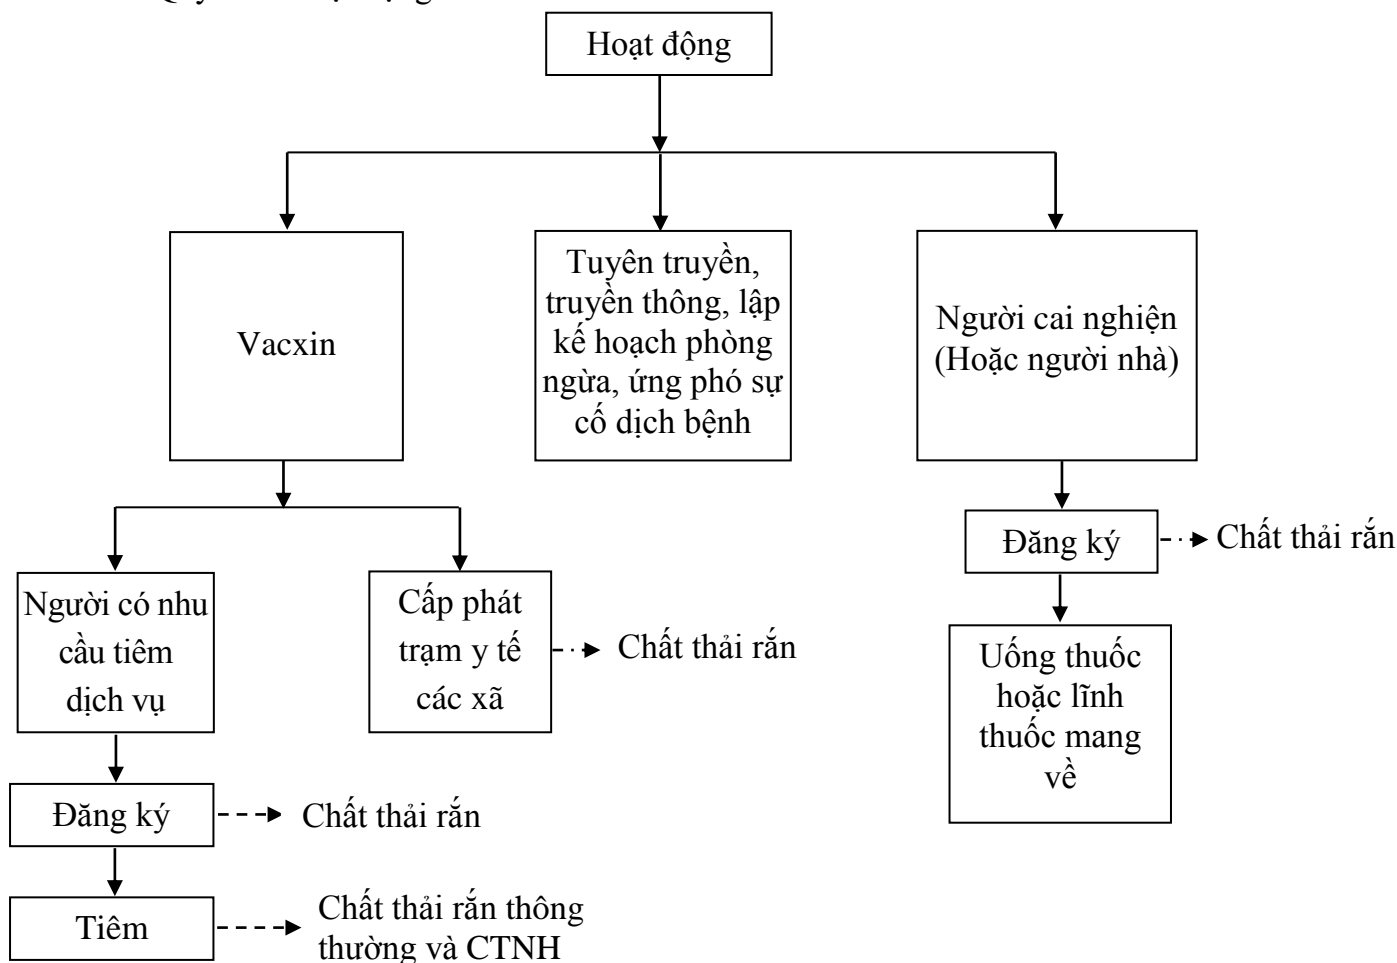 Hoạt động
Vacxin
Tuyên truyền,
truyền thông, lập
kế hoạch phòng
ngừa, ứng phó sự
cố dịch bệnh
Người cai nghiện
(Hoặc người nhà)
Người có nhu
cầu tiêm
dịch vụ
Cấp phát
trạm y tế
các xã
Chất thải rắn
Đăng ký
Chất thải rắn
Uống thuốc
hoặc lĩnh
thuốc mang
về
Đăng ký
Chất thải rắn
Tiêm
Chất thải rắn thông
thường và CTNH